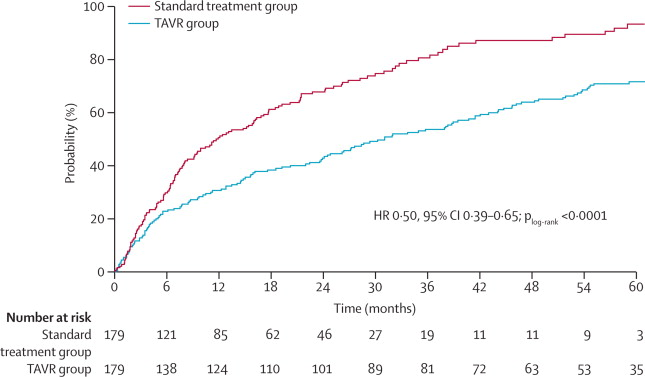 Standard treatment group
TAVR group
100
80
60
40
20
0
Probability (%)
HR 0·50, 95% CI 0·39–0·65; plog-rank <0·0001
0 6 12 18 24 30 36 42 48 54 60
Time (months)
Number at risk
Standard treatment group 179 121 85 62 46 27 19 11 11 9 3
TAVR group 179 138 124 110 101 89 81 72 63 53 35